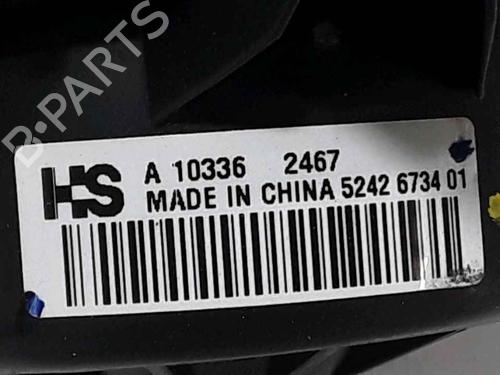 B-PARTS
HS
A 10336 2467
MADE IN CHINA 5242 6734 01